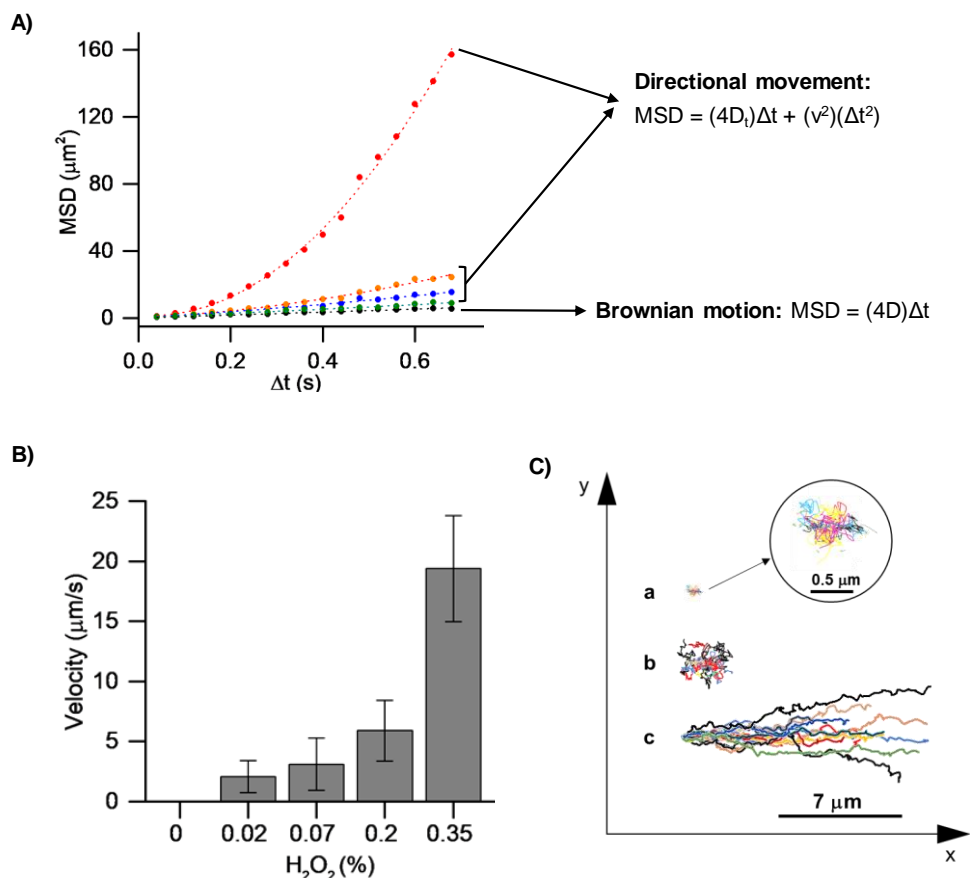 A)
160
120
80
40
0
MSD (μm²)
0.0 0.2 0.4 0.6
Δt (s)
Directional movement:
MSD = (4Dₜ)Δt + (v²)(Δt²)
Brownian motion: MSD = (4D)Δt
B)
25
20
15
10
5
0
Velocity (μm/s)
0 0.02 0.07 0.2 0.35
H₂O₂ (%)
C)
y
0.5 μm
a
b
c
7 μm
x